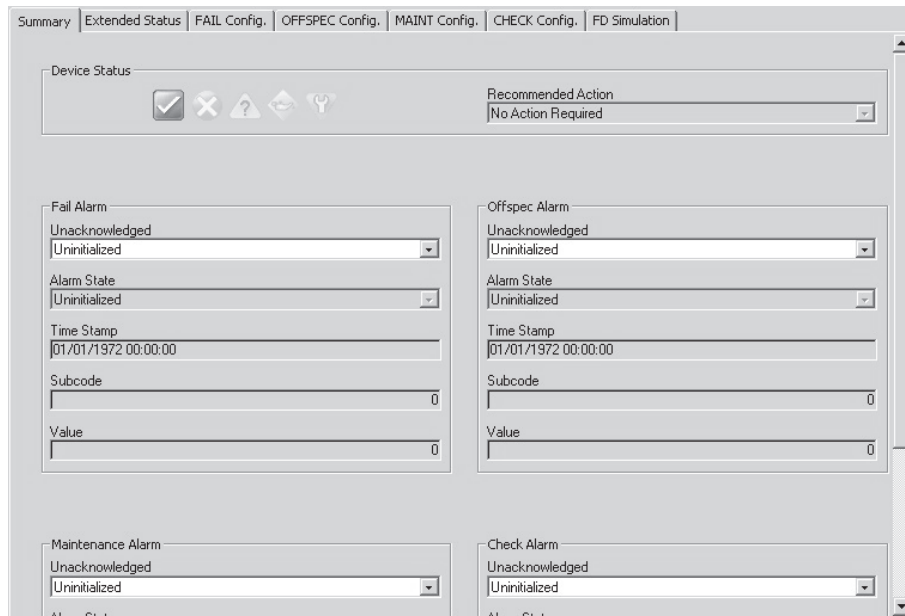 Summary Extended Status FAIL Config. OFFSPEC Config. MAINT Config. CHECK Config. FD Simulation
Device Status
Recommended Action
No Action Required
Fail Alarm
Unacknowledged
Uninitialized
Alarm State
Uninitialized
Time Stamp
01/01/1972 00:00:00
Subcode
0
Value
0
Offspec Alarm
Unacknowledged
Uninitialized
Alarm State
Uninitialized
Time Stamp
01/01/1972 00:00:00
Subcode
0
Value
0
Maintenance Alarm
Unacknowledged
Uninitialized
Check Alarm
Unacknowledged
Uninitialized